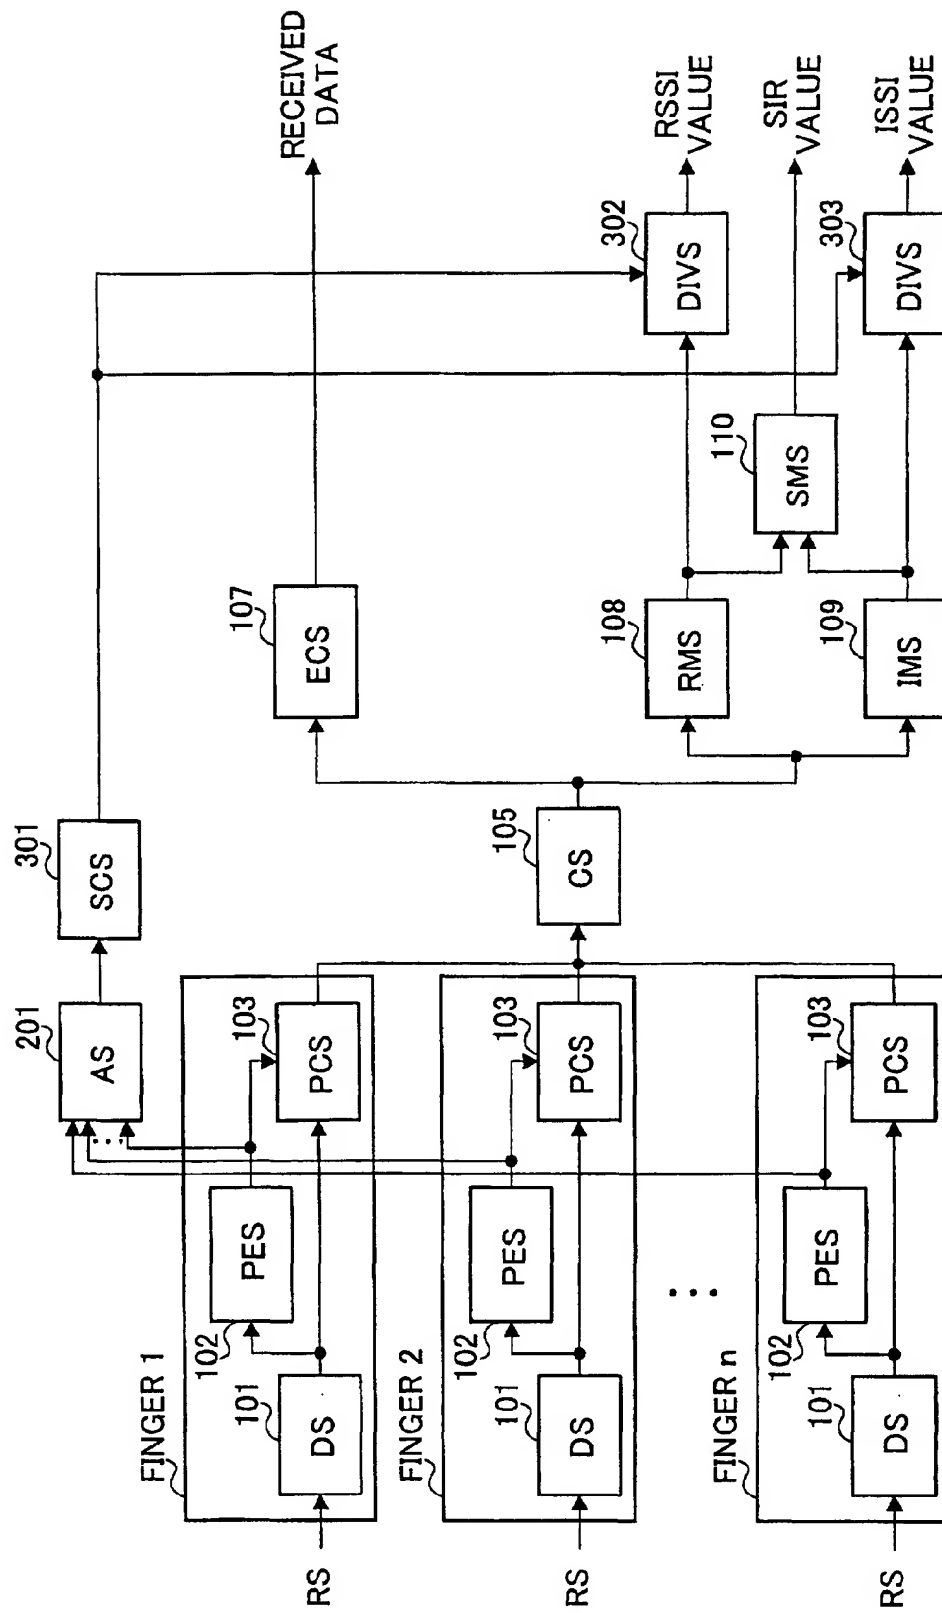 FINGER 1
RS
101
DS
102
PES
103
PCS
201
AS
301
SCS
FINGER 2
RS
101
DS
102
PES
103
PCS
105
CS
107
ECS
RECEIVED
DATA
...
FINGER n
RS
101
DS
102
PES
103
PCS
108
RMS
109
IMS
110
SMS
302
DIVS
303
DIVS
RSSI
VALUE
SIR
VALUE
ISSI
VALUE